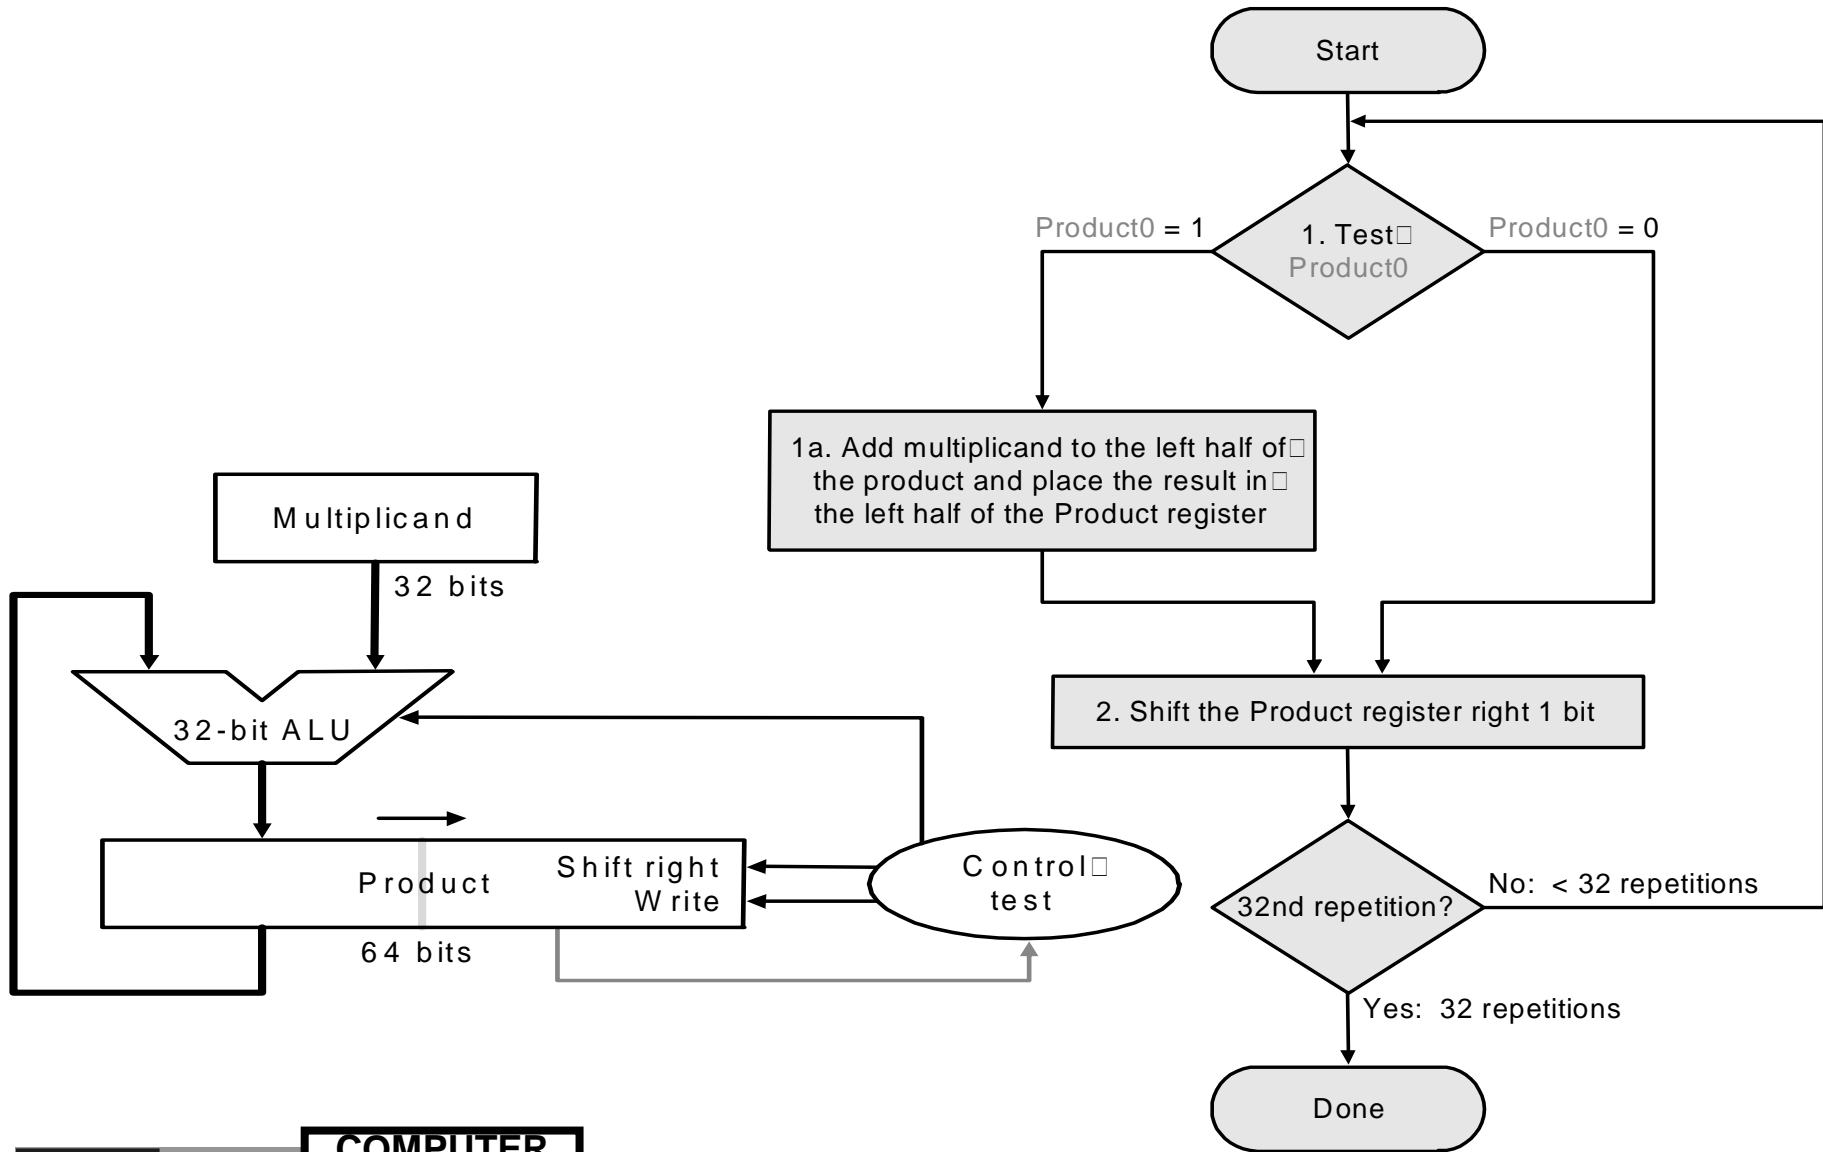 Start
Product0 = 1
1. Test
Product0
Product0 = 0
1a. Add multiplicand to the left half of
the product and place the result in
the left half of the Product register
Multiplicand
32 bits
32-bit ALU
2. Shift the Product register right 1 bit
Product
Shift right
Write
64 bits
Control
test
32nd repetition?
No: < 32 repetitions
Yes: 32 repetitions
Done
COMPUTER